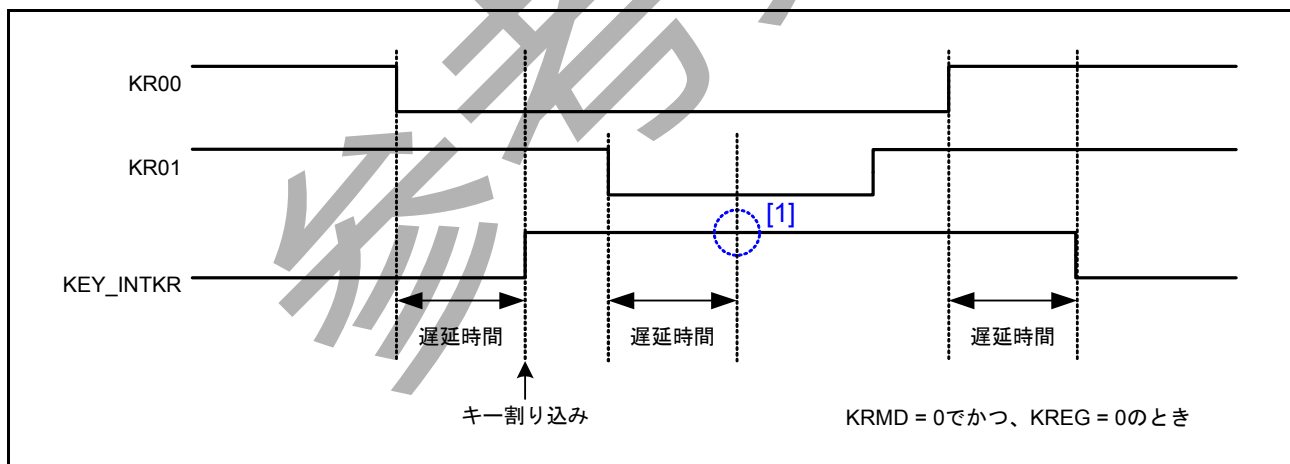 KR00
KR01
[1]
KEY_INTKR
遅延時間
遅延時間
遅延時間
キー割り込み
KRMD = 0でかつ、KREG = 0のとき